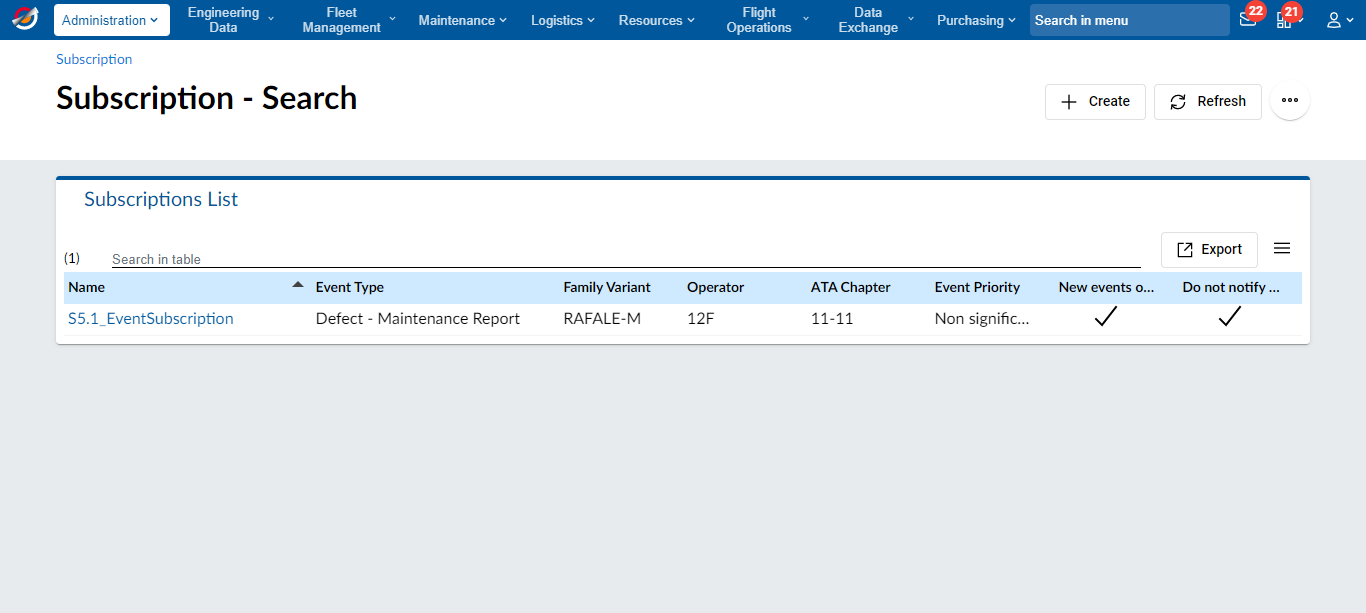 Administration
Engineering Data
Fleet Management
Maintenance
Logistics
Resources
Flight Operations
Data Exchange
Purchasing
Search in menu
22
21
Subscription
Subscription - Search
Create
Refresh
Subscriptions List
(1)
Search in table
Export
Name Event Type Family Variant Operator ATA Chapter Event Priority New events o... Do not notify ...
S5.1_EventSubscription Defect - Maintenance Report RAFALE-M 12F 11-11 Non signific...